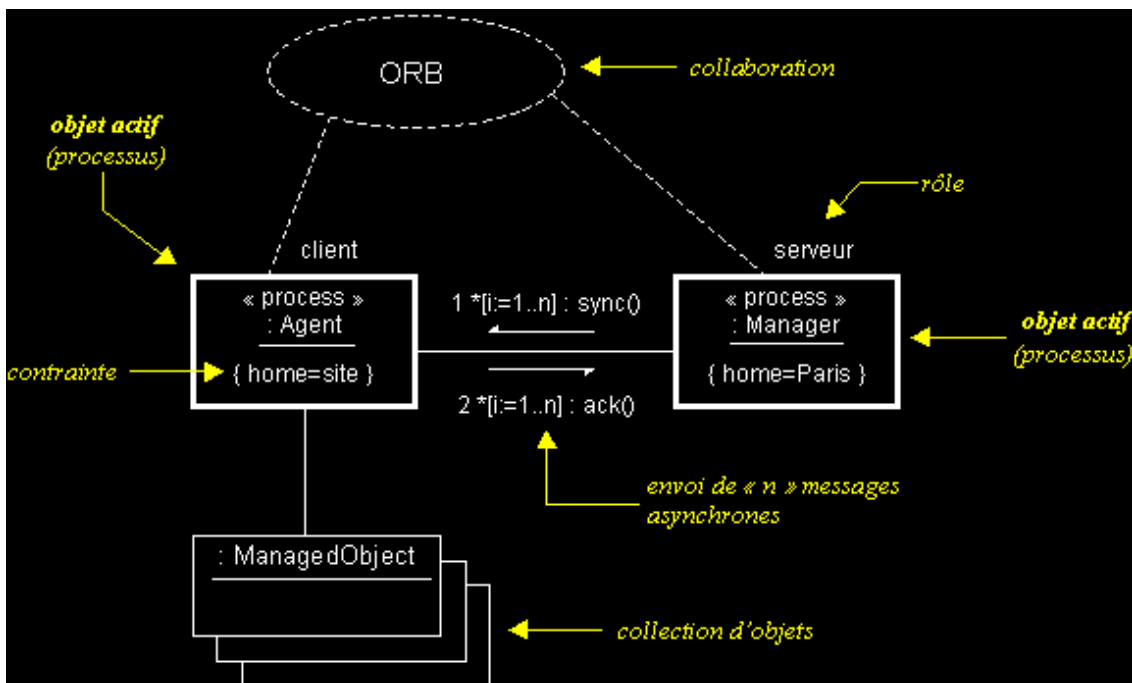 ORB
collaboration
objet actif
(processus)
rôle
client
serveur
« process »
: Agent
{ home=site }
contrainte
1 *[i:=1..n] : sync()
2 *[i:=1..n] : ack()
« process »
: Manager
{ home=Paris }
objet actif
(processus)
envoi de « n » messages
asynchrones
: ManagedObject
collection d'objets